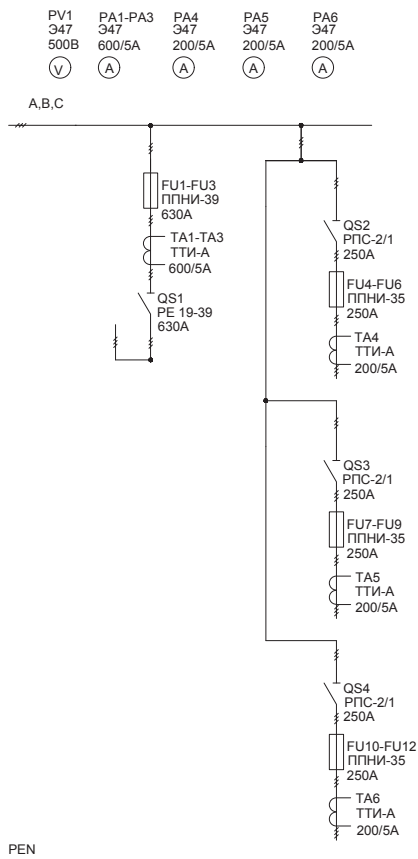 PV1
Э47
500В
V
PA1-PA3
Э47
600/5А
A
PA4
Э47
200/5А
A
PA5
Э47
200/5А
A
PA6
Э47
200/5А
A
A,B,C
FU1-FU3
ППНИ-39
630А
TA1-TA3
ТТИ-А
600/5А
QS1
РЕ 19-39
630А
QS2
РПС-2/1
250А
FU4-FU6
ППНИ-35
250А
TA4
ТТИ-А
200/5А
QS3
РПС-2/1
250А
FU7-FU9
ППНИ-35
250А
TA5
ТТИ-А
200/5А
QS4
РПС-2/1
250А
FU10-FU12
ППНИ-35
250А
TA6
ТТИ-А
200/5А
PEN